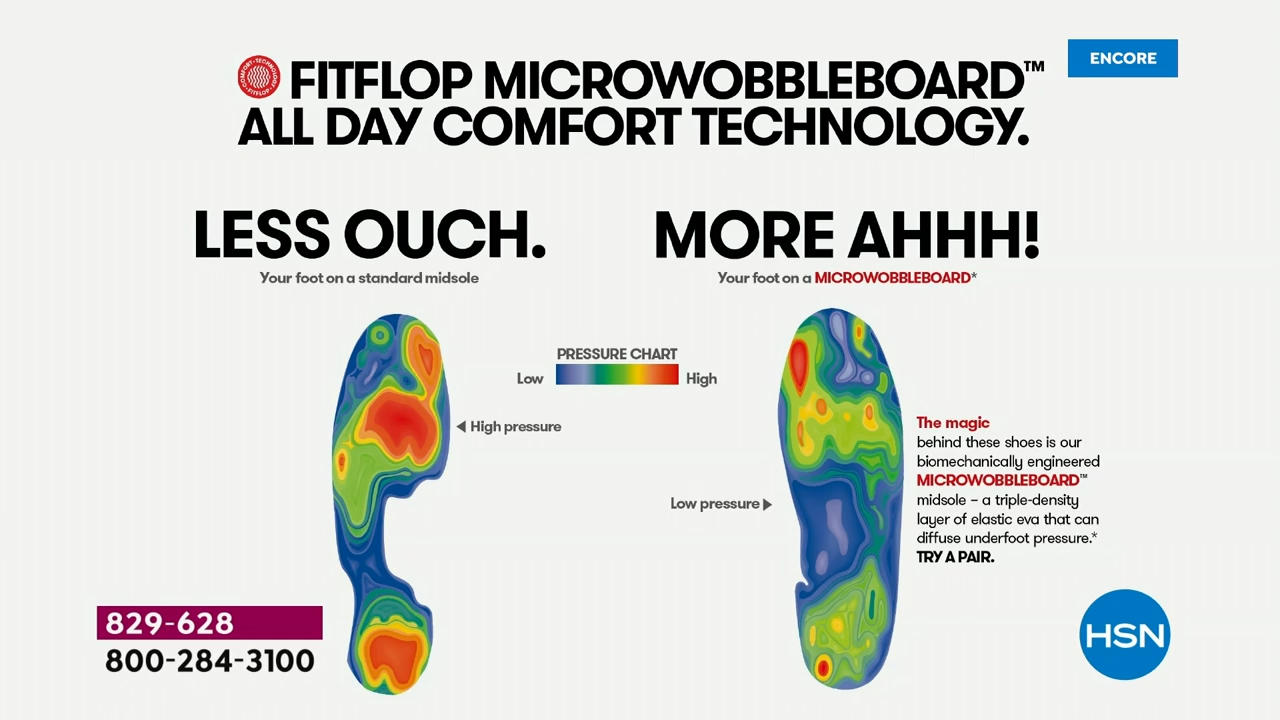 FITFLOP MICROWOBBLEBOARD™
ALL DAY COMFORT TECHNOLOGY.
ENCORE
LESS OUCH.
Your foot on a standard midsole
MORE AHHH!
Your foot on a MICROWOBBLEBOARD*
PRESSURE CHART
Low
High
High pressure
Low pressure
The magic
behind these shoes is our
biomechanically engineered
MICROWOBBLEBOARD™
midsole – a triple-density
layer of elastic eva that can
diffuse underfoot pressure.*
TRY A PAIR.
829-628
800-284-3100
HSN